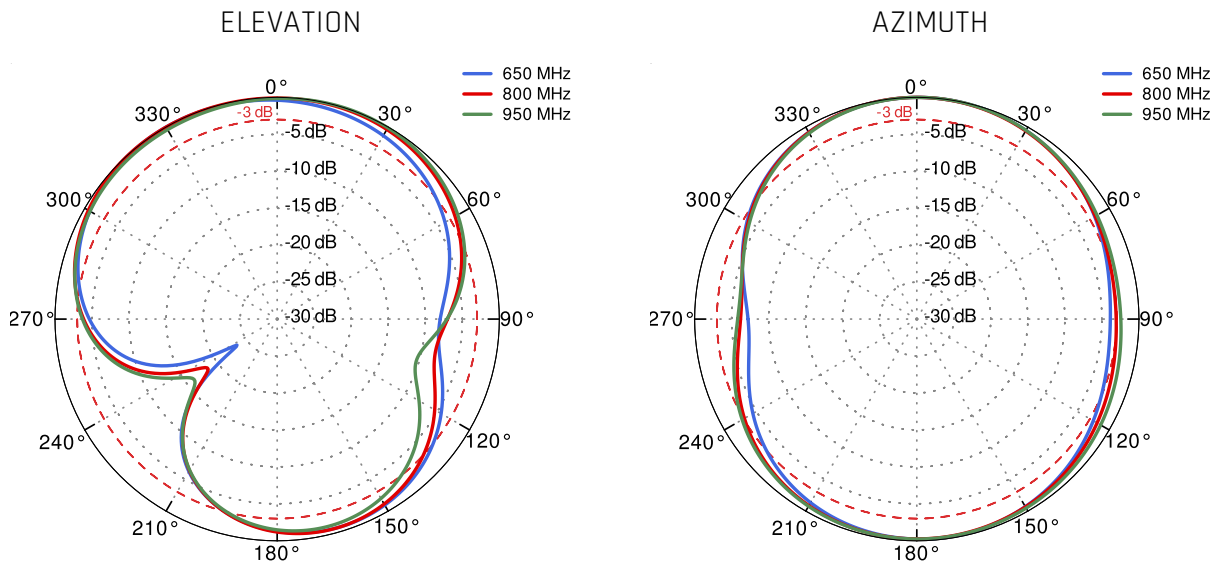 ELEVATION
650 MHz
800 MHz
950 MHz
0°
-3 dB
330°
30°
-5 dB
-10 dB
300°
60°
-15 dB
-20 dB
-25 dB
270°
-30 dB
90°
240°
120°
210°
150°
180°
AZIMUTH
650 MHz
800 MHz
950 MHz
0°
-3 dB
330°
30°
-5 dB
-10 dB
300°
60°
-15 dB
-20 dB
-25 dB
270°
-30 dB
90°
240°
120°
210°
150°
180°